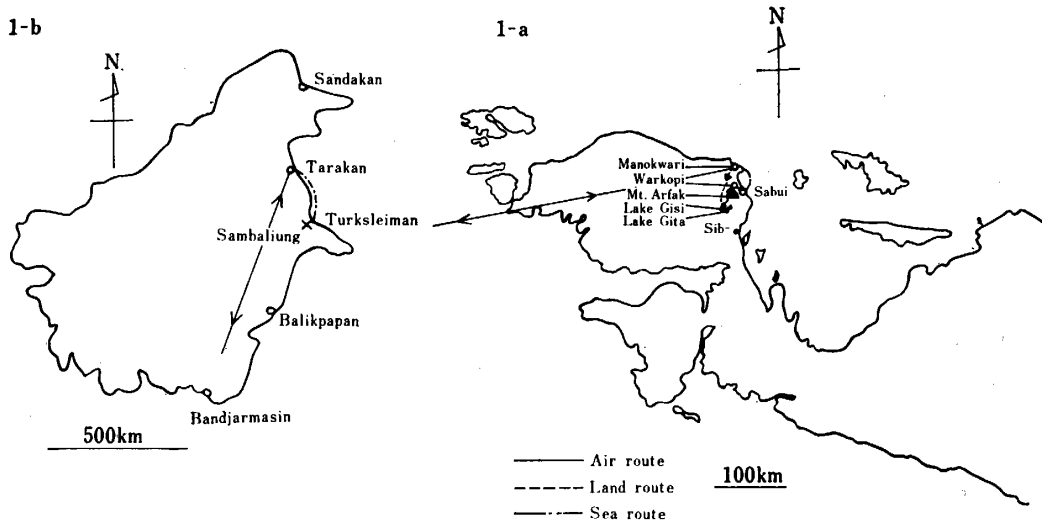 1-b
N
Sandakan
Tarakan
Turksleiman
Sambaliung
Balikpapan
Bandjarmasin
500km
1-a
N
Manokwari
Warkopi
Mt. Arfak
Sabui
Lake Gisi
Lake Gita
Sib-
Air route
Land route
Sea route
100km